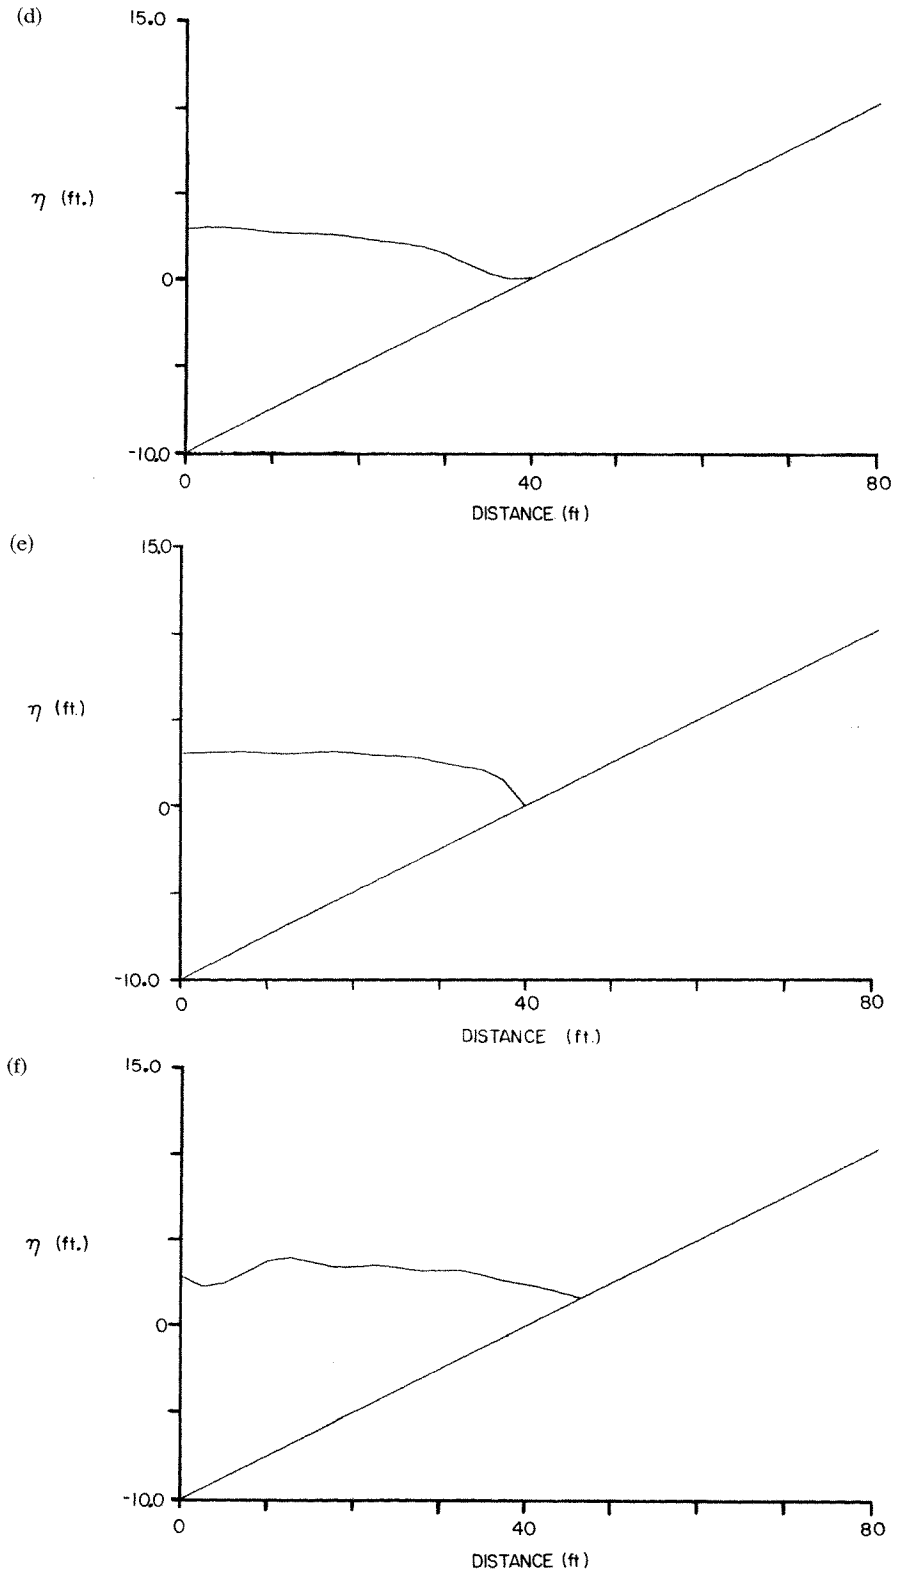 (d)
15.0
η (ft.)
0
-10.0
0 40 80
DISTANCE (ft)
(e)
15.0
η (ft.)
0
-10.0
0 40 80
DISTANCE (ft.)
(f)
15.0
η (ft.)
0
-10.0
0 40 80
DISTANCE (ft)